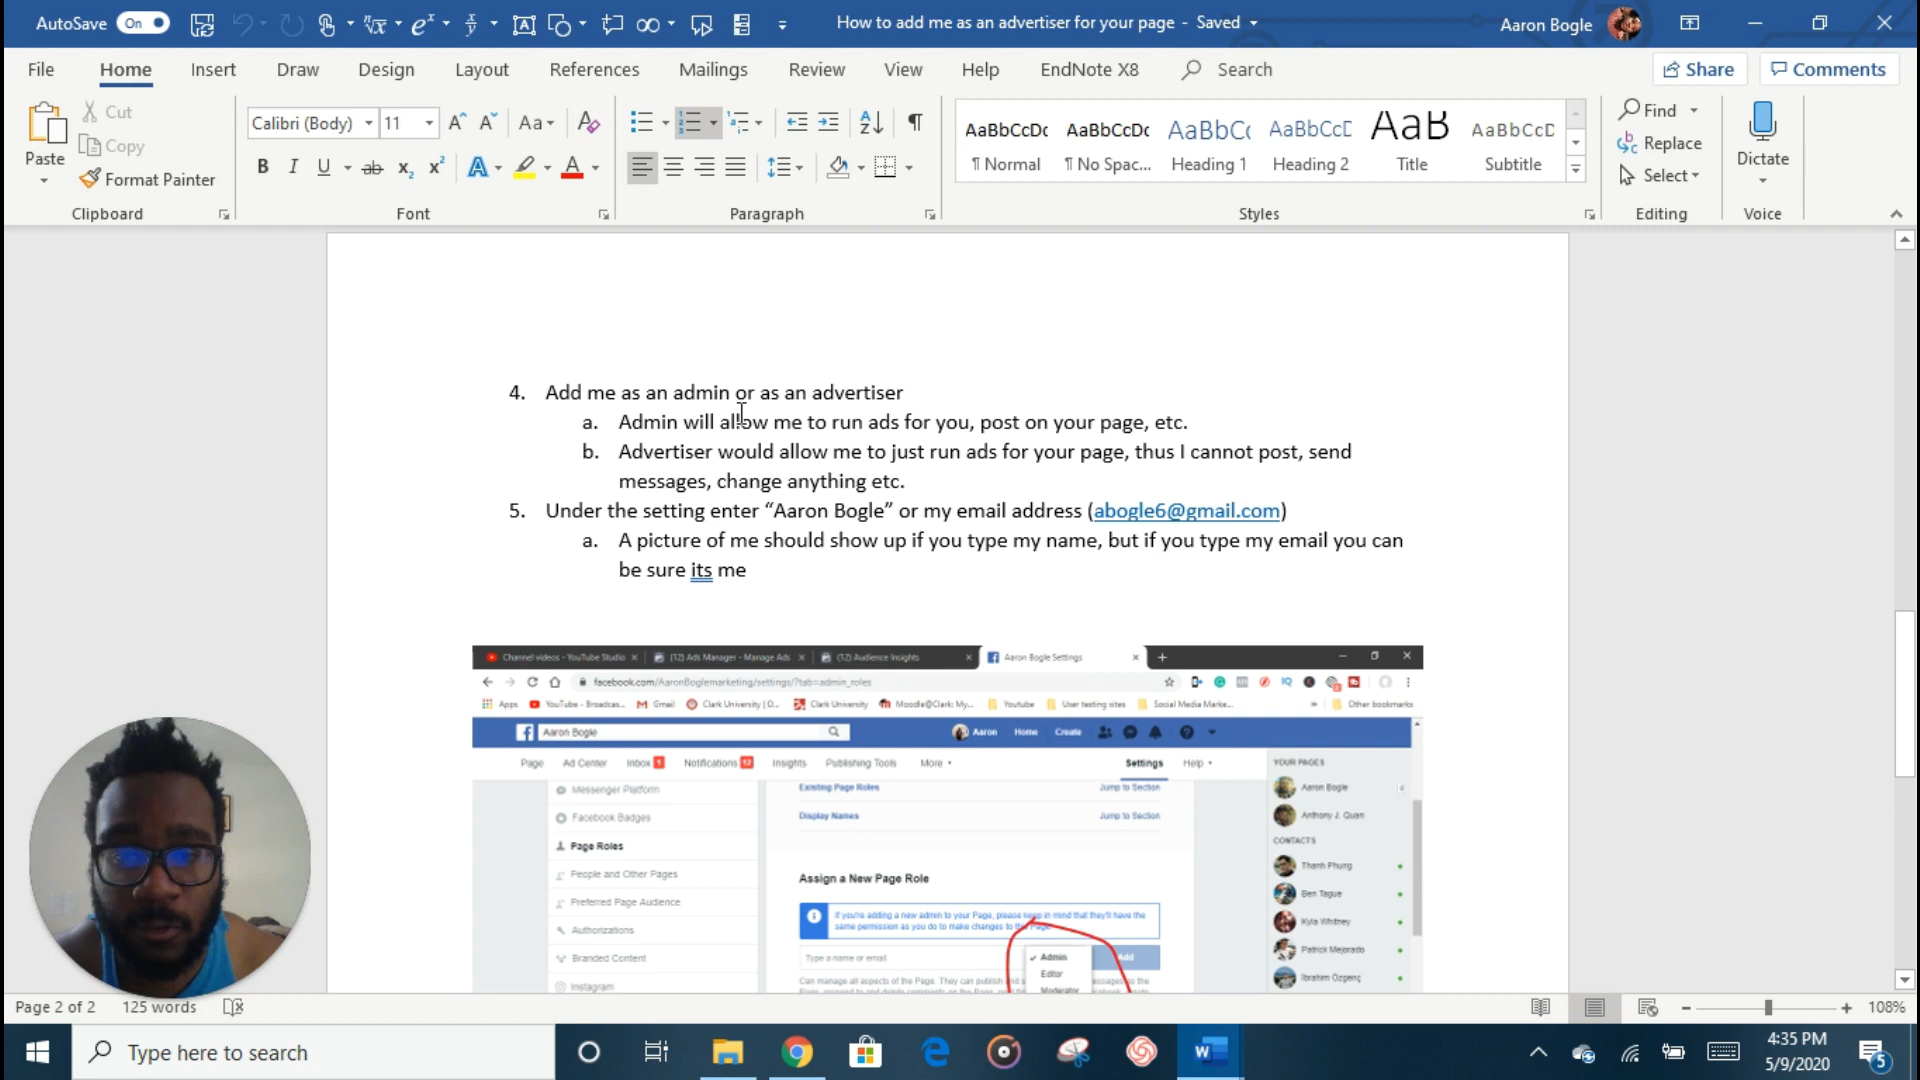 AutoSave On How to add me as an advertiser for your page - Saved Aaron Bogle
File Home Insert Draw Design Layout References Mailings Review View Help EndNote X8 Search Share Comments
Paste Cut Copy Format Painter
Calibri (Body) 11 Aa
B I U ab x₂ x² A A
AaBbCcDc AaBbCcDc AaBbCc AaBbCcD AaB AaBbCcD
¶ Normal ¶ No Spac... Heading 1 Heading 2 Title Subtitle
Find Replace Select
Dictate
Clipboard Font Paragraph Styles Editing Voice
4. Add me as an admin or as an advertiser
a. Admin will allow me to run ads for you, post on your page, etc.
b. Advertiser would allow me to just run ads for your page, thus I cannot post, send
messages, change anything etc.
5. Under the setting enter “Aaron Bogle” or my email address (abogle6@gmail.com)
a. A picture of me should show up if you type my name, but if you type my email you can
be sure its me
Channel videos - YouTube Studio (12) Ads Manager - Manage Ads (12) Audience Insights Aaron Bogle Settings
facebook.com/AaronBoglemarketing/settings/?tab=admin_roles
Apps YouTube - Broadcas... Gmail Clark University | O... Clark University Moodle@Clark: My... Youtube User testing sites Social Media Marke... » Other bookmarks
Aaron Bogle Aaron Home Create
Page Ad Center Inbox 1 Notifications 12 Insights Publishing Tools More Settings Help
YOUR PAGES
Aaron Bogle
Anthony J. Quan
CONTACTS
Thanh Phung
Ben Tague
Kyla Whitney
Patrick Mejorado
Ibrahim Ozgenc
Messenger Platform
Facebook Badges
Page Roles
People and Other Pages
Preferred Page Audience
Authorizations
Branded Content
Instagram
Existing Page Roles Jump to Section
Display Names Jump to Section
Assign a New Page Role
If you're adding a new admin to your Page, please keep in mind that they'll have the
same permission as you do to make changes to the Page.
Type a name or email Admin Add
Editor
Moderator
Can manage all aspects of the Page. They can publish and
Page 2 of 2 125 words 108%
Type here to search
4:35 PM
5/9/2020
5